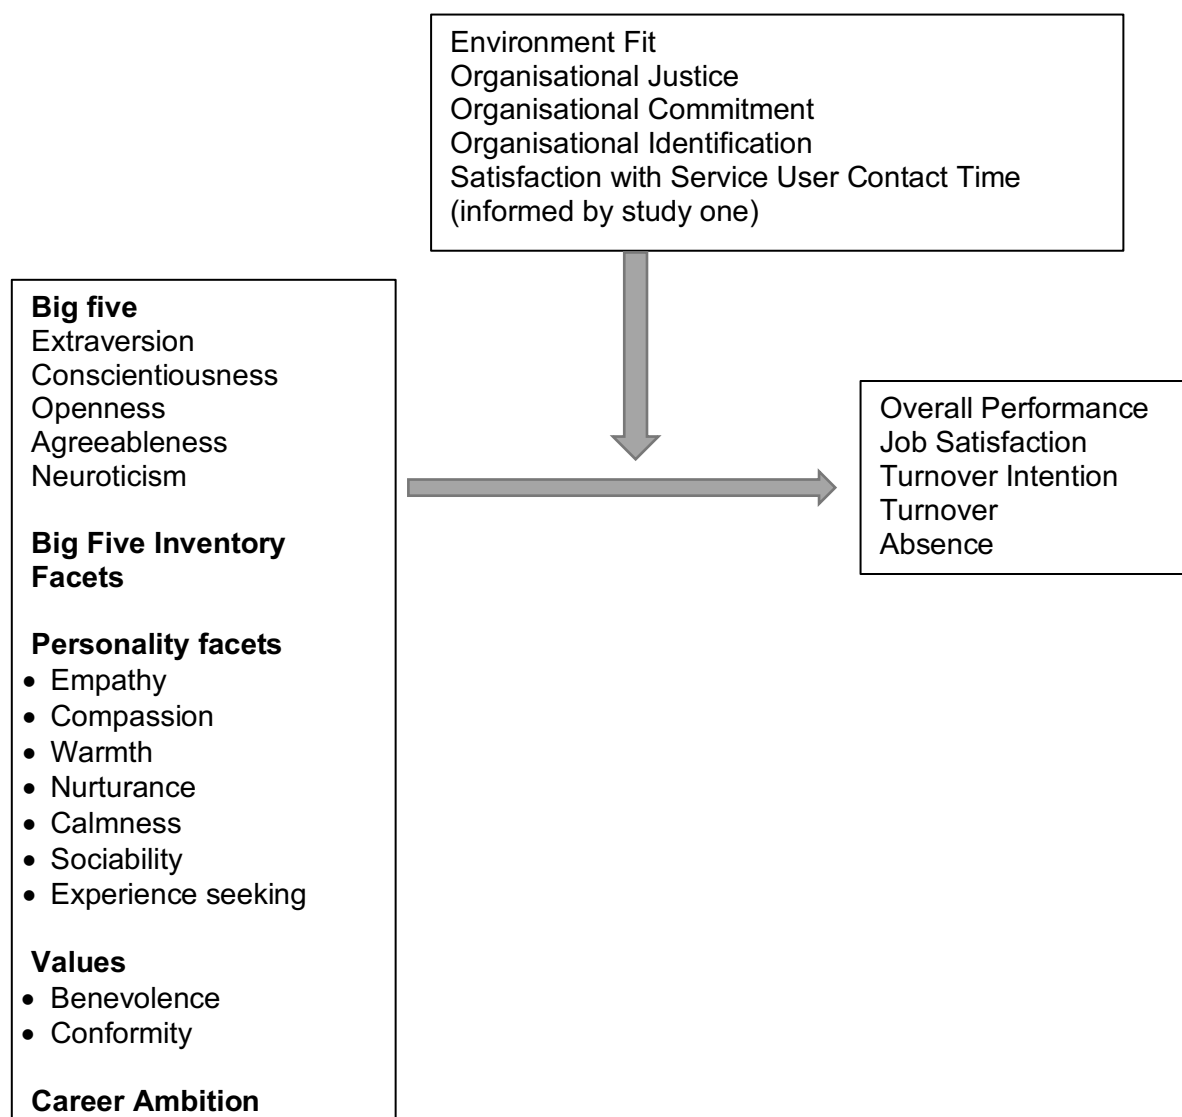 Environment Fit
Organisational Justice
Organisational Commitment
Organisational Identification
Satisfaction with Service User Contact Time
(informed by study one)
Big five
Extraversion
Conscientiousness
Openness
Agreeableness
Neuroticism
Big Five Inventory
Facets
Personality facets
• Empathy
• Compassion
• Warmth
• Nurturance
• Calmness
• Sociability
• Experience seeking
Values
• Benevolence
• Conformity
Career Ambition
Overall Performance
Job Satisfaction
Turnover Intention
Turnover
Absence